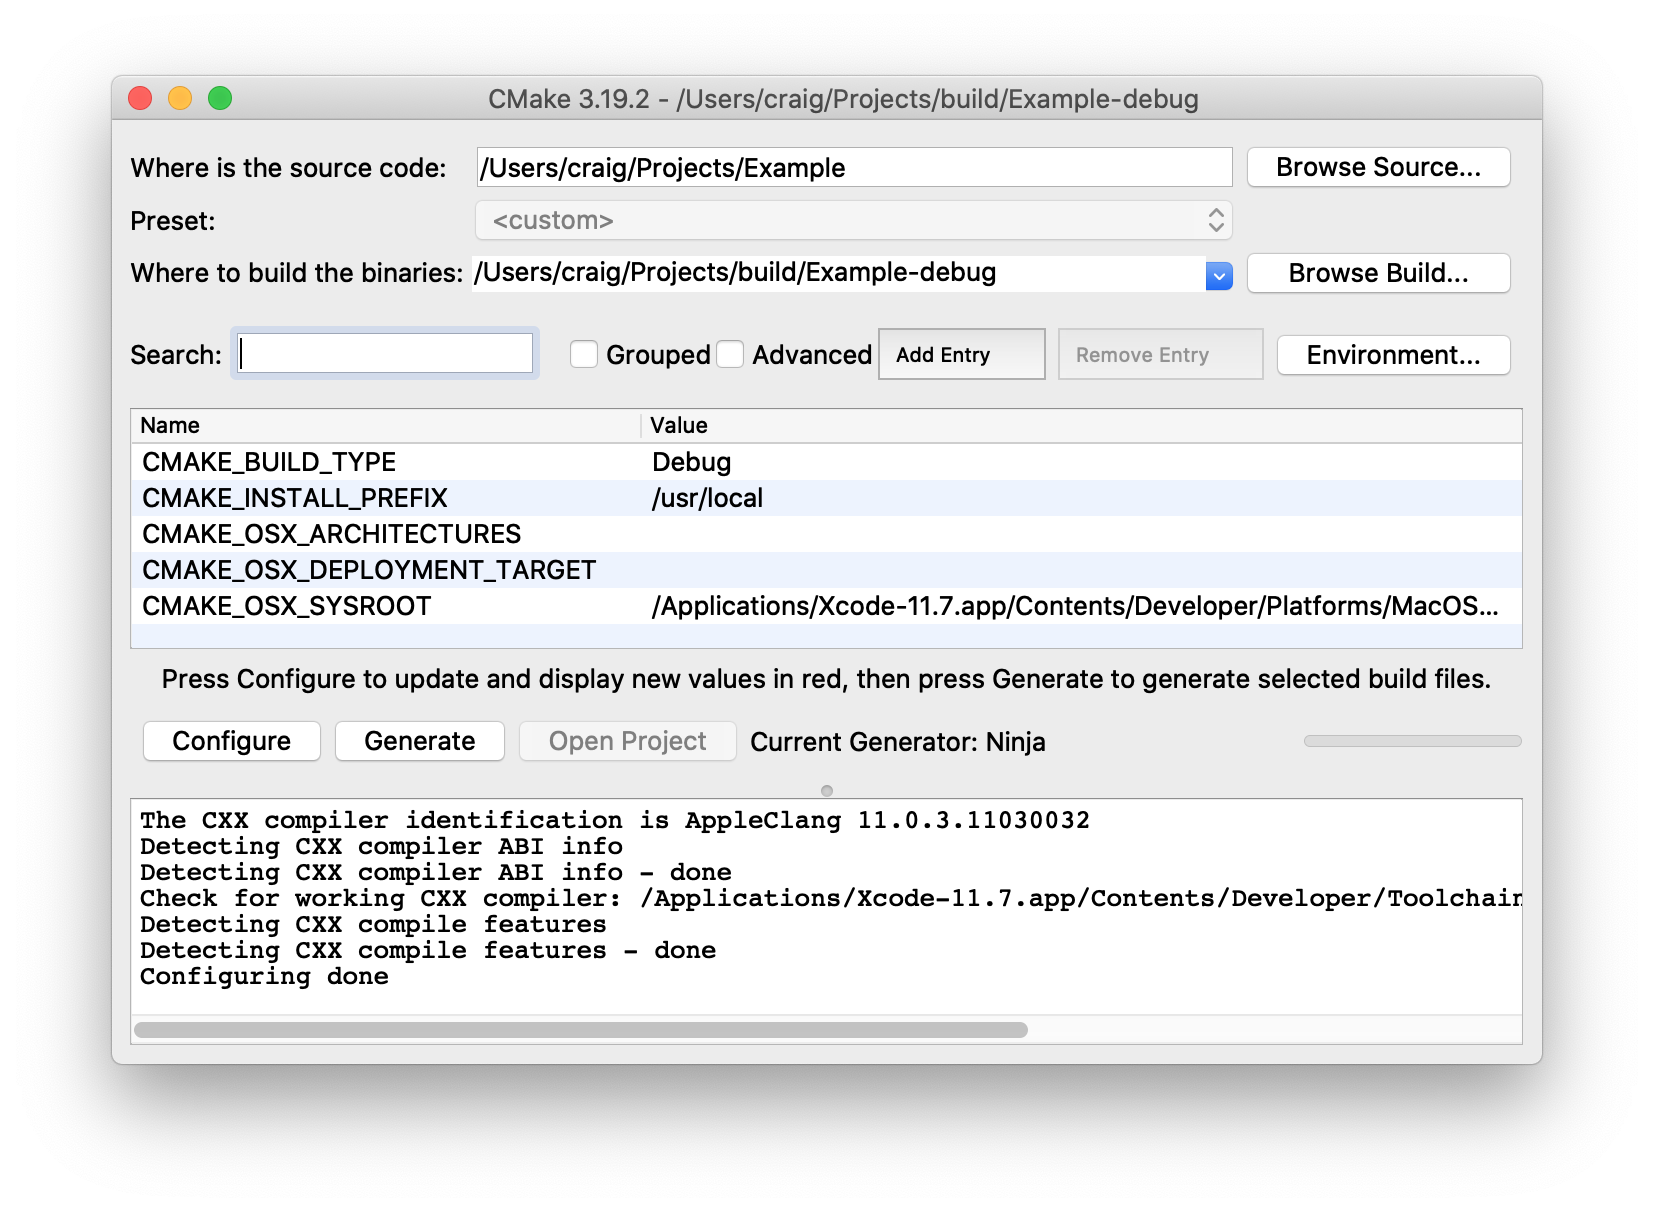 CMake 3.19.2 - /Users/craig/Projects/build/Example-debug
Where is the source code: /Users/craig/Projects/Example Browse Source...
Preset: <custom>
Where to build the binaries: /Users/craig/Projects/build/Example-debug Browse Build...
Search: Grouped Advanced Add Entry Remove Entry Environment...
Name Value
CMAKE_BUILD_TYPE Debug
CMAKE_INSTALL_PREFIX /usr/local
CMAKE_OSX_ARCHITECTURES
CMAKE_OSX_DEPLOYMENT_TARGET
CMAKE_OSX_SYSROOT /Applications/Xcode-11.7.app/Contents/Developer/Platforms/MacOS...
Press Configure to update and display new values in red, then press Generate to generate selected build files.
Configure Generate Open Project Current Generator: Ninja
The CXX compiler identification is AppleClang 11.0.3.11030032
Detecting CXX compiler ABI info
Detecting CXX compiler ABI info - done
Check for working CXX compiler: /Applications/Xcode-11.7.app/Contents/Developer/Toolchain
Detecting CXX compile features
Detecting CXX compile features - done
Configuring done